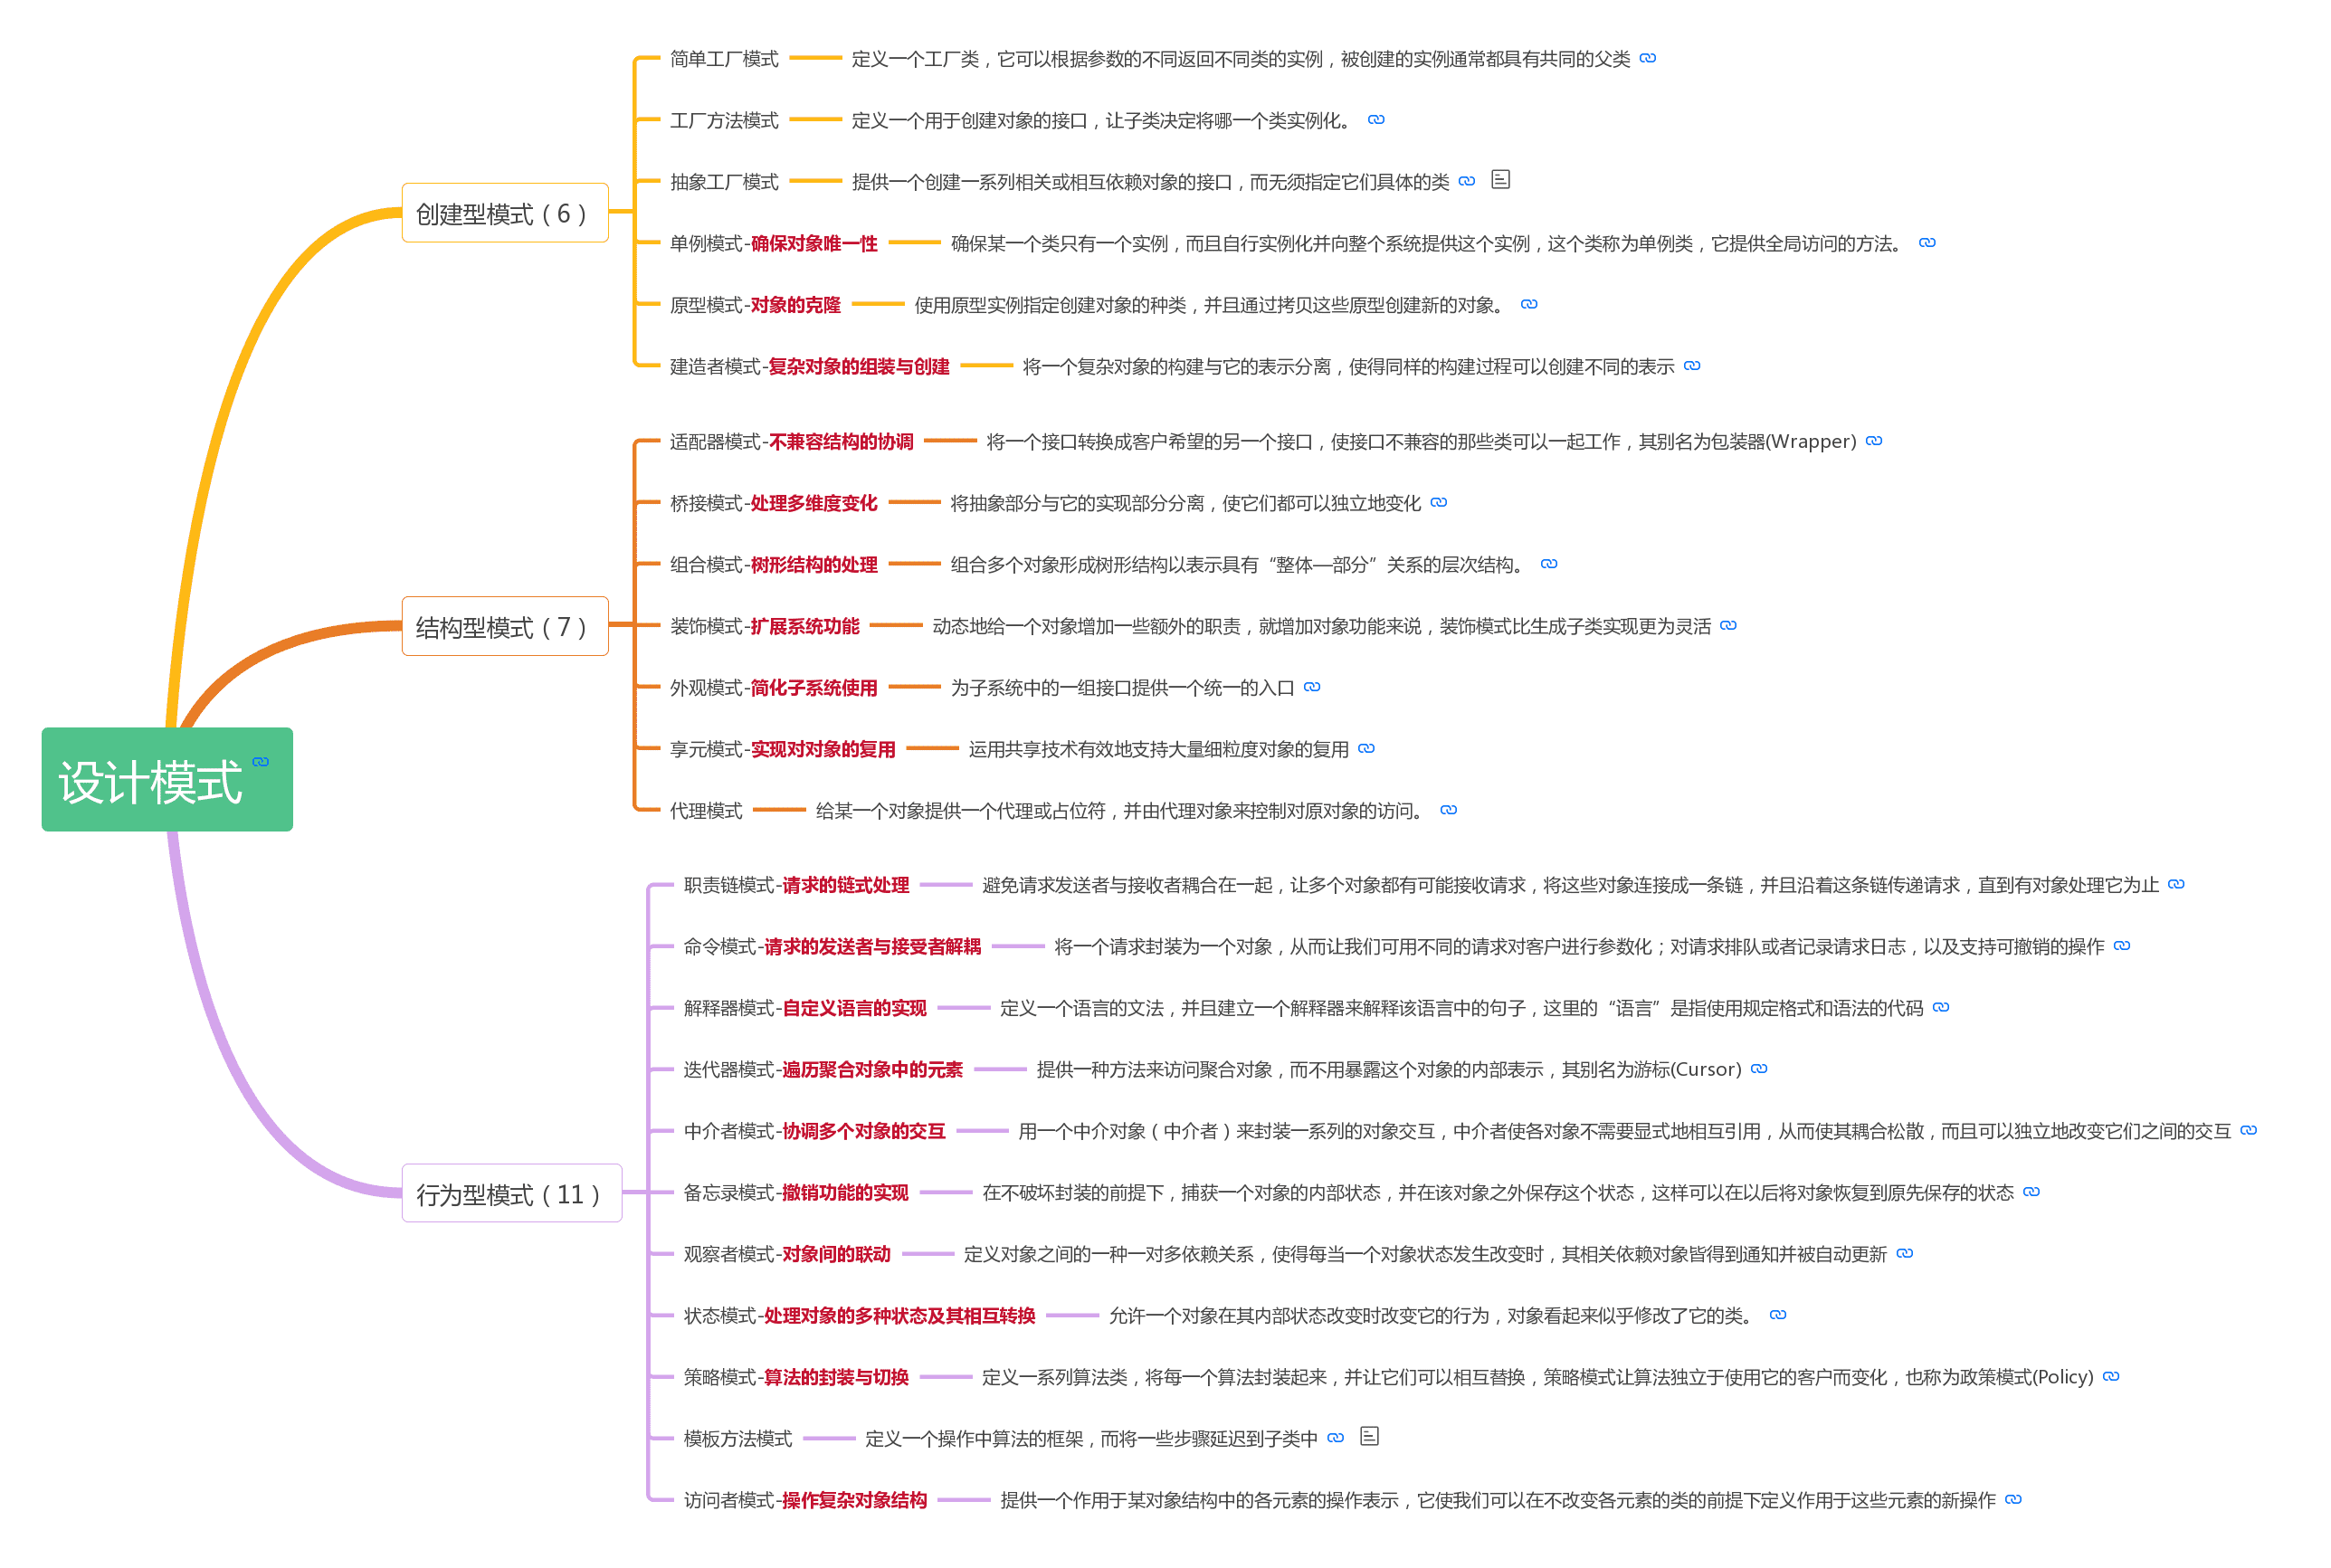 设计模式
创建型模式（6）
简单工厂模式 定义一个工厂类，它可以根据参数的不同返回不同类的实例，被创建的实例通常都具有共同的父类
工厂方法模式 定义一个用于创建对象的接口，让子类决定将哪一个类实例化。
抽象工厂模式 提供一个创建一系列相关或相互依赖对象的接口，而无须指定它们具体的类
单例模式-确保对象唯一性 确保某一个类只有一个实例，而且自行实例化并向整个系统提供这个实例，这个类称为单例类，它提供全局访问的方法。
原型模式-对象的克隆 使用原型实例指定创建对象的种类，并且通过拷贝这些原型创建新的对象。
建造者模式-复杂对象的组装与创建 将一个复杂对象的构建与它的表示分离，使得同样的构建过程可以创建不同的表示
结构型模式（7）
适配器模式-不兼容结构的协调 将一个接口转换成客户希望的另一个接口，使接口不兼容的那些类可以一起工作，其别名为包装器(Wrapper)
桥接模式-处理多维度变化 将抽象部分与它的实现部分分离，使它们都可以独立地变化
组合模式-树形结构的处理 组合多个对象形成树形结构以表示具有“整体—部分”关系的层次结构。
装饰模式-扩展系统功能 动态地给一个对象增加一些额外的职责，就增加对象功能来说，装饰模式比生成子类实现更为灵活
外观模式-简化子系统使用 为子系统中的一组接口提供一个统一的入口
享元模式-实现对对象的复用 运用共享技术有效地支持大量细粒度对象的复用
代理模式 给某一个对象提供一个代理或占位符，并由代理对象来控制对原对象的访问。
行为型模式（11）
职责链模式-请求的链式处理 避免请求发送者与接收者耦合在一起，让多个对象都有可能接收请求，将这些对象连接成一条链，并且沿着这条链传递请求，直到有对象处理它为止
命令模式-请求的发送者与接受者解耦 将一个请求封装为一个对象，从而让我们可用不同的请求对客户进行参数化；对请求排队或者记录请求日志，以及支持可撤销的操作
解释器模式-自定义语言的实现 定义一个语言的文法，并且建立一个解释器来解释该语言中的句子，这里的“语言”是指使用规定格式和语法的代码
迭代器模式-遍历聚合对象中的元素 提供一种方法来访问聚合对象，而不用暴露这个对象的内部表示，其别名为游标(Cursor)
中介者模式-协调多个对象的交互 用一个中介对象（中介者）来封装一系列的对象交互，中介者使各对象不需要显式地相互引用，从而使其耦合松散，而且可以独立地改变它们之间的交互
备忘录模式-撤销功能的实现 在不破坏封装的前提下，捕获一个对象的内部状态，并在该对象之外保存这个状态，这样可以在以后将对象恢复到原先保存的状态
观察者模式-对象间的联动 定义对象之间的一种一对多依赖关系，使得每当一个对象状态发生改变时，其相关依赖对象皆得到通知并被自动更新
状态模式-处理对象的多种状态及其相互转换 允许一个对象在其内部状态改变时改变它的行为，对象看起来似乎修改了它的类。
策略模式-算法的封装与切换 定义一系列算法类，将每一个算法封装起来，并让它们可以相互替换，策略模式让算法独立于使用它的客户而变化，也称为政策模式(Policy)
模板方法模式 定义一个操作中算法的框架，而将一些步骤延迟到子类中
访问者模式-操作复杂对象结构 提供一个作用于某对象结构中的各元素的操作表示，它使我们可以在不改变各元素的类的前提下定义作用于这些元素的新操作